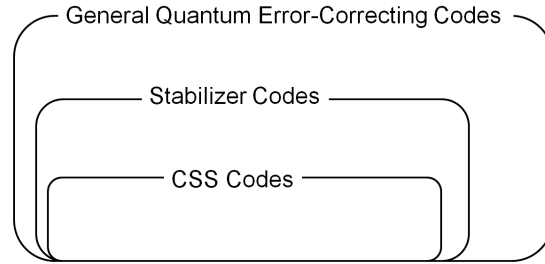 General Quantum Error-Correcting Codes
Stabilizer Codes
CSS Codes